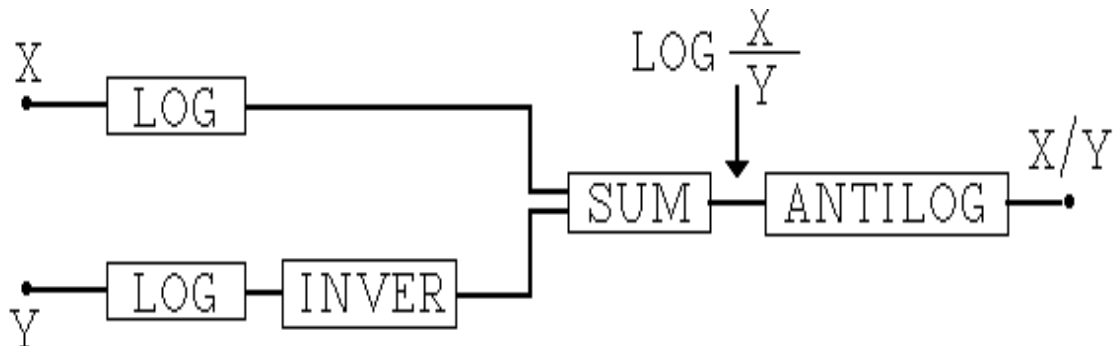 X
LOG
LOG X/Y
X/Y
SUM
ANTILOG
LOG
INVER
Y